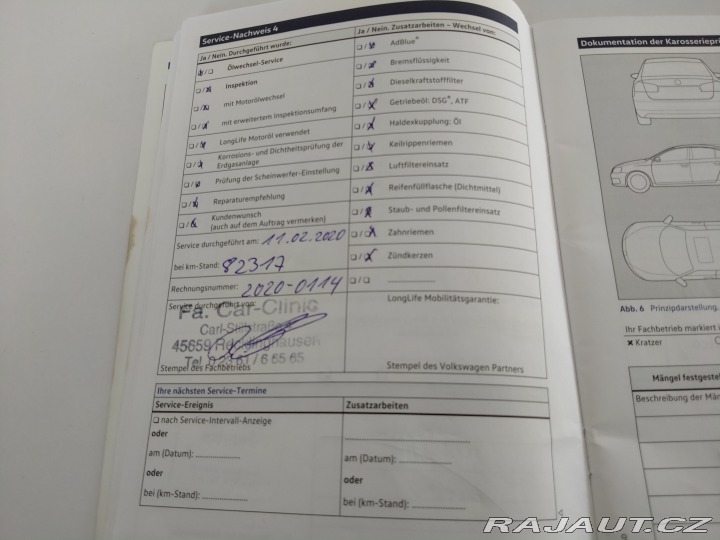 Service-Nachweis 4
Ja / Nein. Durchgeführt wurde:
Ja / Nein. Zusatzarbeiten – Wechsel von:
Ölwechsel-Service
Inspektion
mit Motorölwechsel
mit erweitertem Inspektionsumfang
LongLife Motoröl verwendet
Korrosions- und Dichtheitsprüfung der
Erdgasanlage
Prüfung der Scheinwerfer-Einstellung
Reparaturempfehlung
Kundenwunsch
(auch auf dem Auftrag vermerken)
AdBlue®
Bremsflüssigkeit
Dieselkraftstofffilter
Getriebeöl: DSG®, ATF
Haldexkupplung: Öl
Keilrippenriemen
Luftfiltereinsatz
Reifenfüllflasche (Dichtmittel)
Staub- und Pollenfiltereinsatz
Zahnriemen
Zündkerzen
Service durchgeführt am: 11.02.2020
bei km-Stand: 82317
Rechnungsnummer: 2020-0114
Service durchgeführt von:
Fa. Car-Clinic
45659 Recklinghausen
Stempel des Fachbetriebs
LongLife Mobilitätsgarantie:
Stempel des Volkswagen Partners
Ihre nächsten Service-Termine
Service-Ereignis
Zusatzarbeiten
nach Service-Intervall-Anzeige
oder
am (Datum):
oder
bei (km-Stand):
am (Datum):
oder
bei (km-Stand):
Dokumentation der Karosserieprü
Abb. 6 Prinzipdarstellung.
Ihr Fachbetrieb markiert
× Kratzer
Mängel festgestel
Beschreibung der Män
RAJAUT.CZ